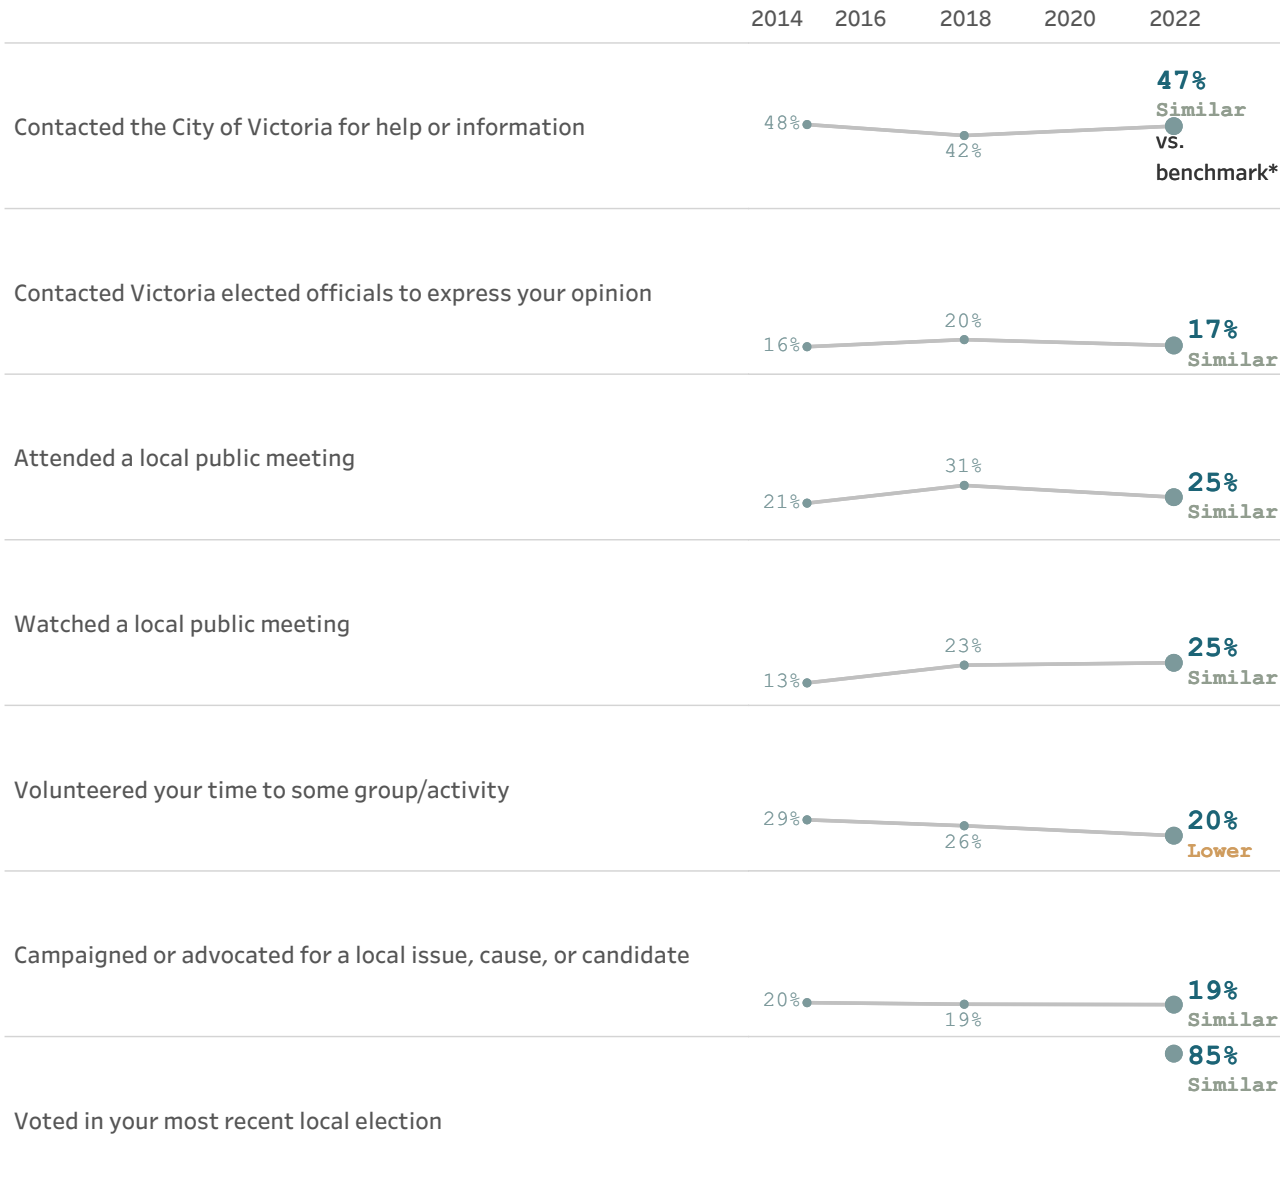 2014 2016 2018 2020 2022
47%
Similar
Contacted the City of Victoria for help or information
48%
42%
vs.
benchmark*
Contacted Victoria elected officials to express your opinion
16%
20%
17%
Similar
Attended a local public meeting
21%
31%
25%
Similar
Watched a local public meeting
13%
23%
25%
Similar
Volunteered your time to some group/activity
29%
26%
20%
Lower
Campaigned or advocated for a local issue, cause, or candidate
20%
19%
19%
Similar
85%
Similar
Voted in your most recent local election